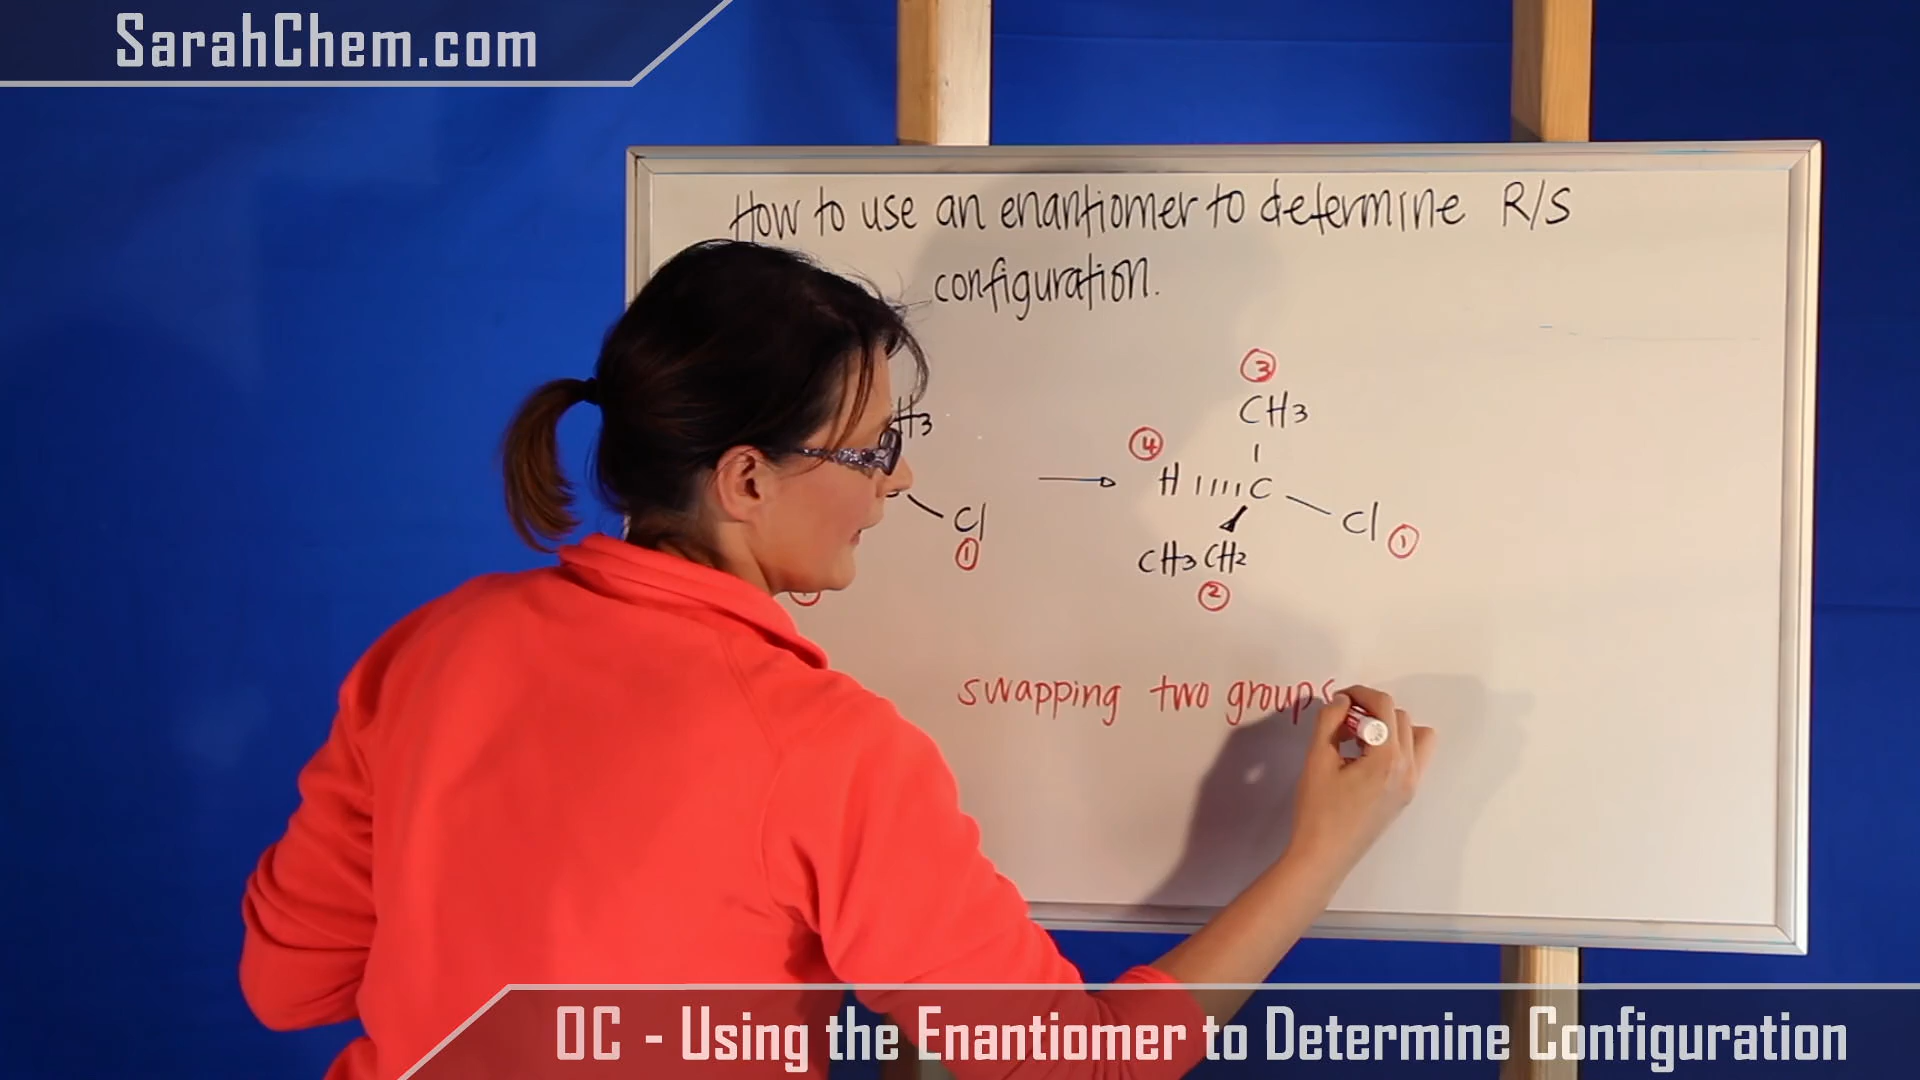 SarahChem.com
How to use an enantiomer to determine R/S
configuration.
3
CH3
H3
4
H C
Cl
Cl
1
1
CH3CH2
2
swapping two groups
OC - Using the Enantiomer to Determine Configuration